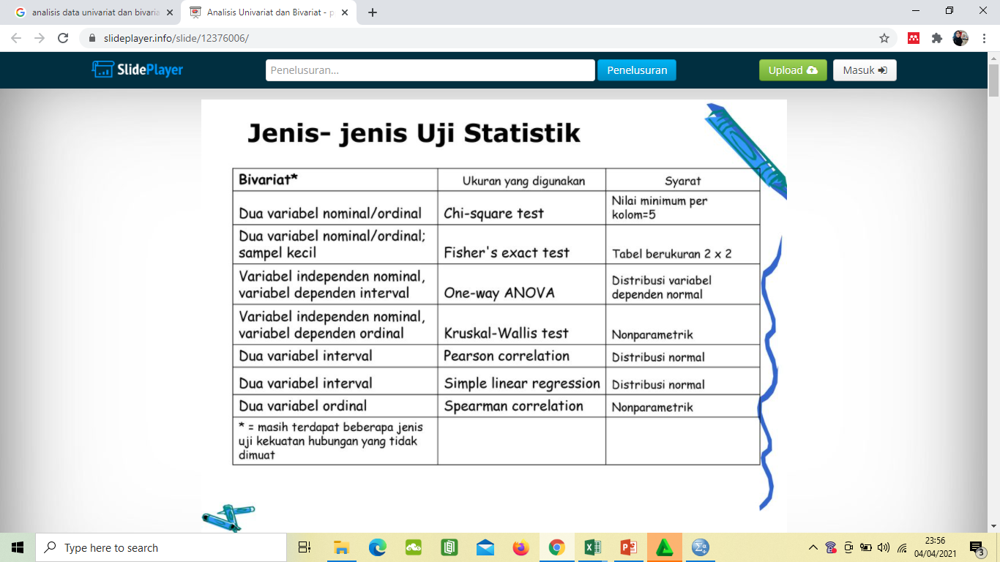 analisis data univariat dan bivaria
Analisis Univariat dan Bivariat - p
slideplayer.info/slide/12376006/
SlidePlayer
Penelusuran...
Penelusuran
Upload
Masuk
Jenis- jenis Uji Statistik
Bivariat*
Ukuran yang digunakan
Syarat
Dua variabel nominal/ordinal
Chi-square test
Nilai minimum per
kolom=5
Dua variabel nominal/ordinal;
sampel kecil
Fisher's exact test
Tabel berukuran 2 x 2
Variabel independen nominal,
variabel dependen interval
One-way ANOVA
Distribusi variabel
dependen normal
Variabel independen nominal,
variabel dependen ordinal
Kruskal-Wallis test
Nonparametrik
Dua variabel interval
Pearson correlation
Distribusi normal
Dua variabel interval
Simple linear regression
Distribusi normal
Dua variabel ordinal
Spearman correlation
Nonparametrik
* = masih terdapat beberapa jenis
uji kekuatan hubungan yang tidak
dimuat
Type here to search
23:56
04/04/2021
3